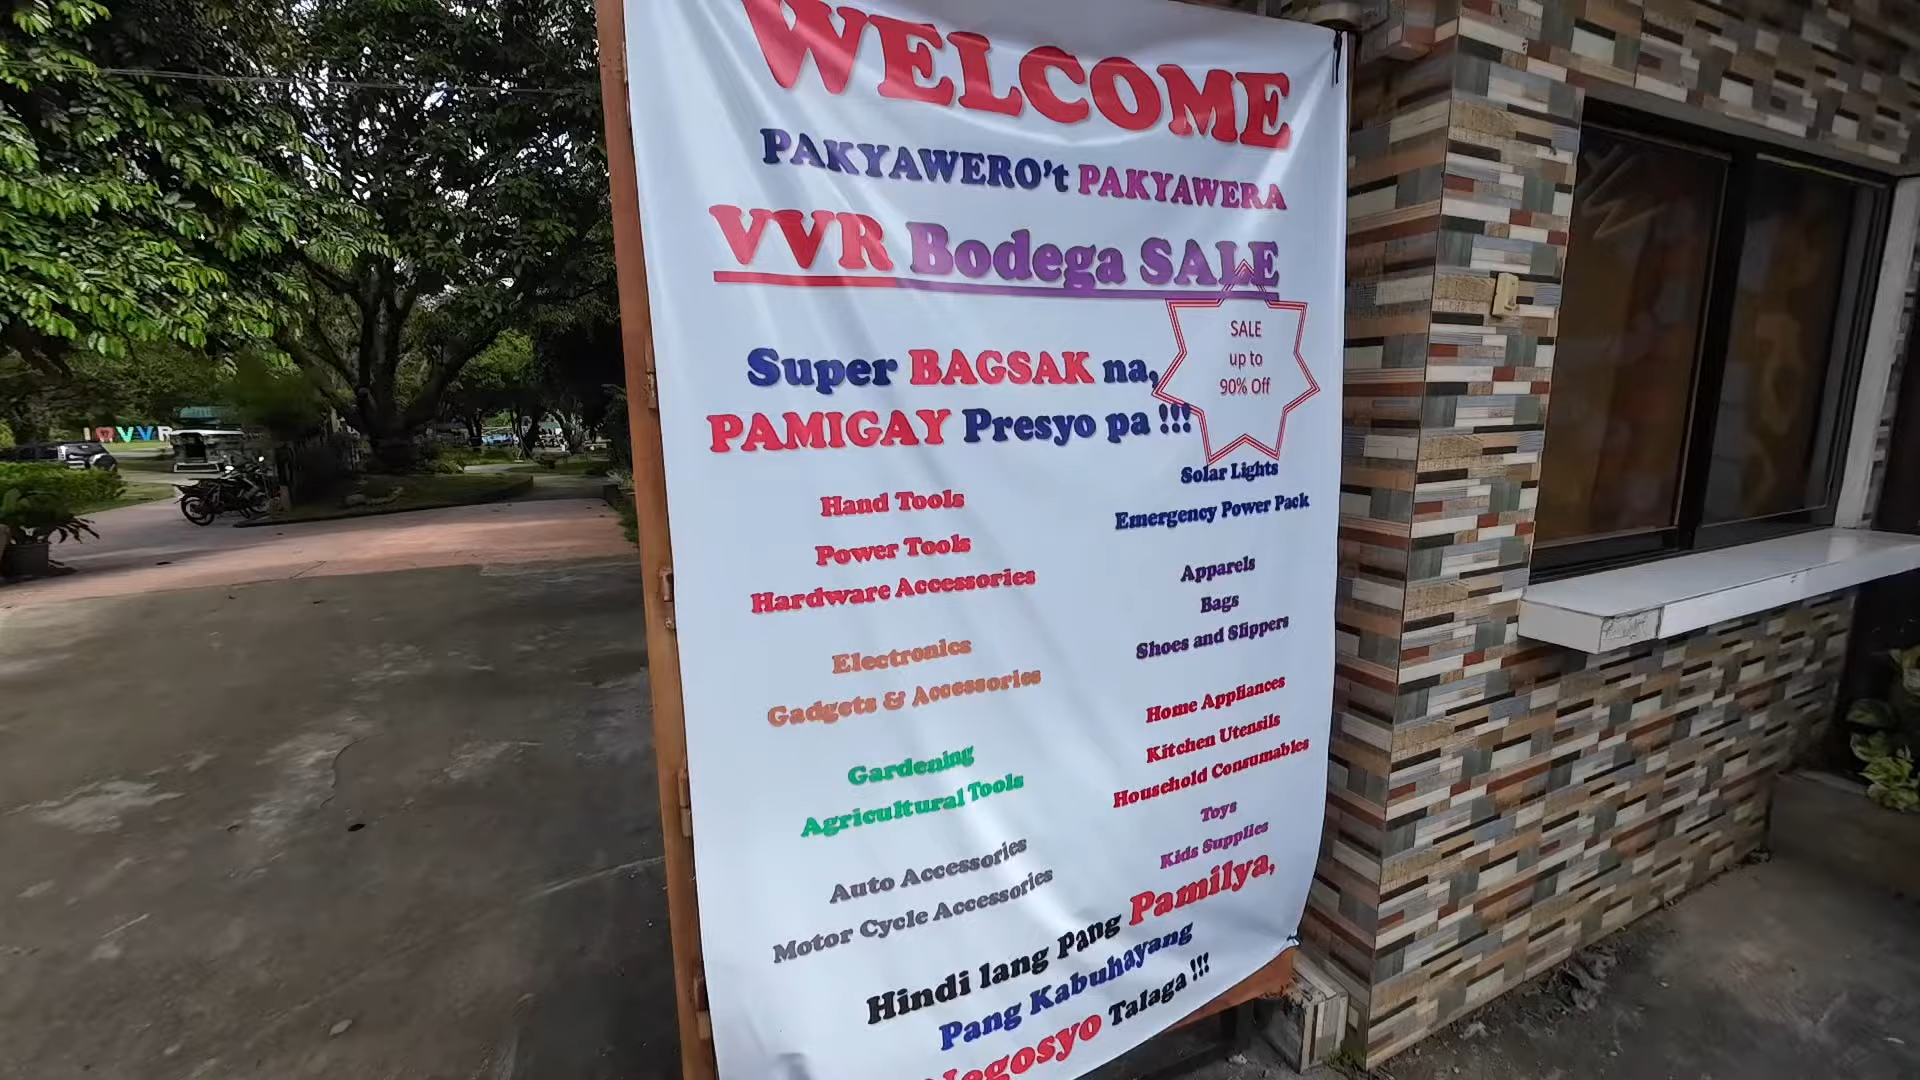 WELCOME
PAKYAWERO't PAKYAWERA
VVR Bodega SALE
SALE
up to
90% Off
Super BAGSAK na,
PAMIGAY Presyo pa !!!
Hand Tools
Power Tools
Hardware Accessories
Electronics
Gadgets & Accessories
Gardening
Agricultural Tools
Auto Accessories
Motor Cycle Accessories
Solar Lights
Emergency Power Pack
Apparels
Bags
Shoes and Slippers
Home Appliances
Kitchen Utensils
Household Consumables
Toys
Kids Supplies
Hindi lang Pang Pamilya,
Pang Kabuhayang
Negosyo Talaga !!!
I VVR